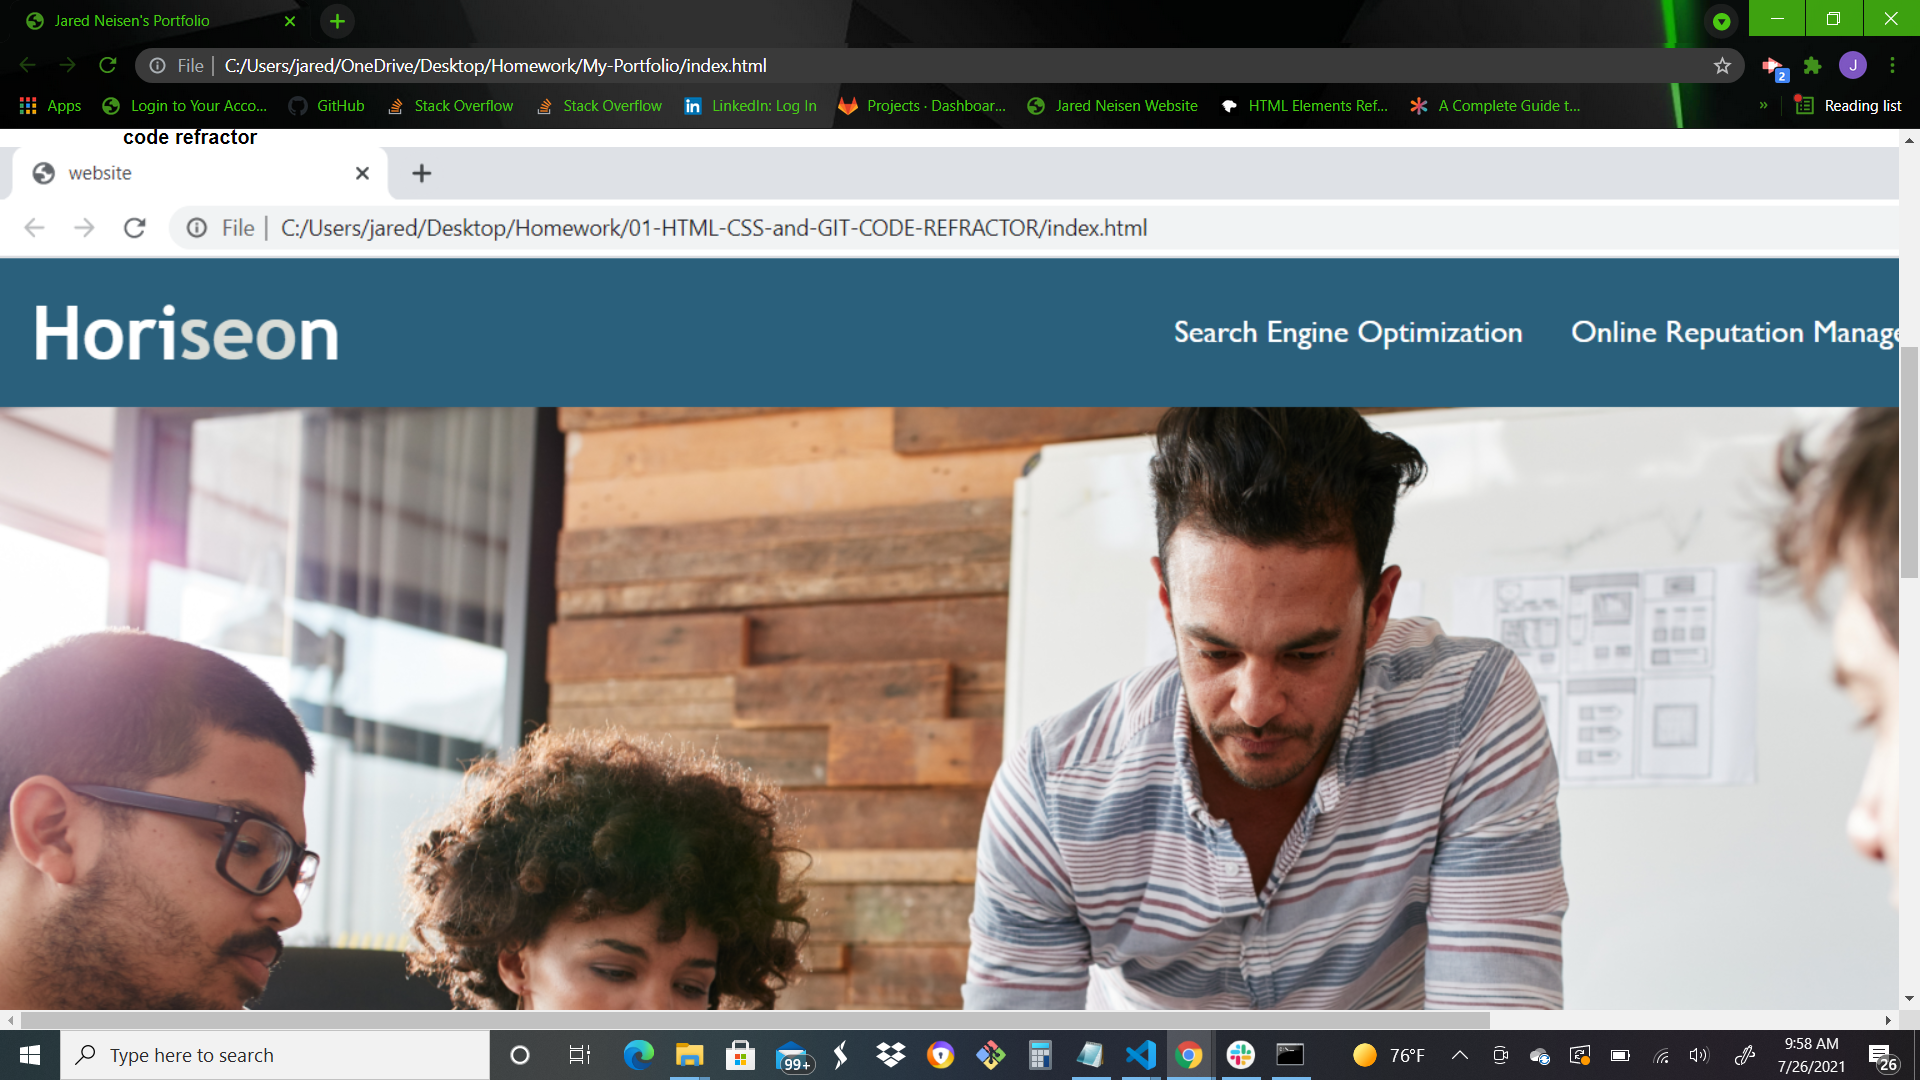 Jared Neisen's Portfolio
File | C:/Users/jared/OneDrive/Desktop/Homework/My-Portfolio/index.html
2
J
Apps
Login to Your Acco...
GitHub
Stack Overflow
Stack Overflow
LinkedIn: Log In
Projects · Dashboar...
Jared Neisen Website
HTML Elements Ref...
A Complete Guide t...
»
Reading list
code refractor
website
File | C:/Users/jared/Desktop/Homework/01-HTML-CSS-and-GIT-CODE-REFRACTOR/index.html
Horiseon
Search Engine Optimization
Online Reputation Manage
Type here to search
99+
76°F
9:58 AM
7/26/2021
26